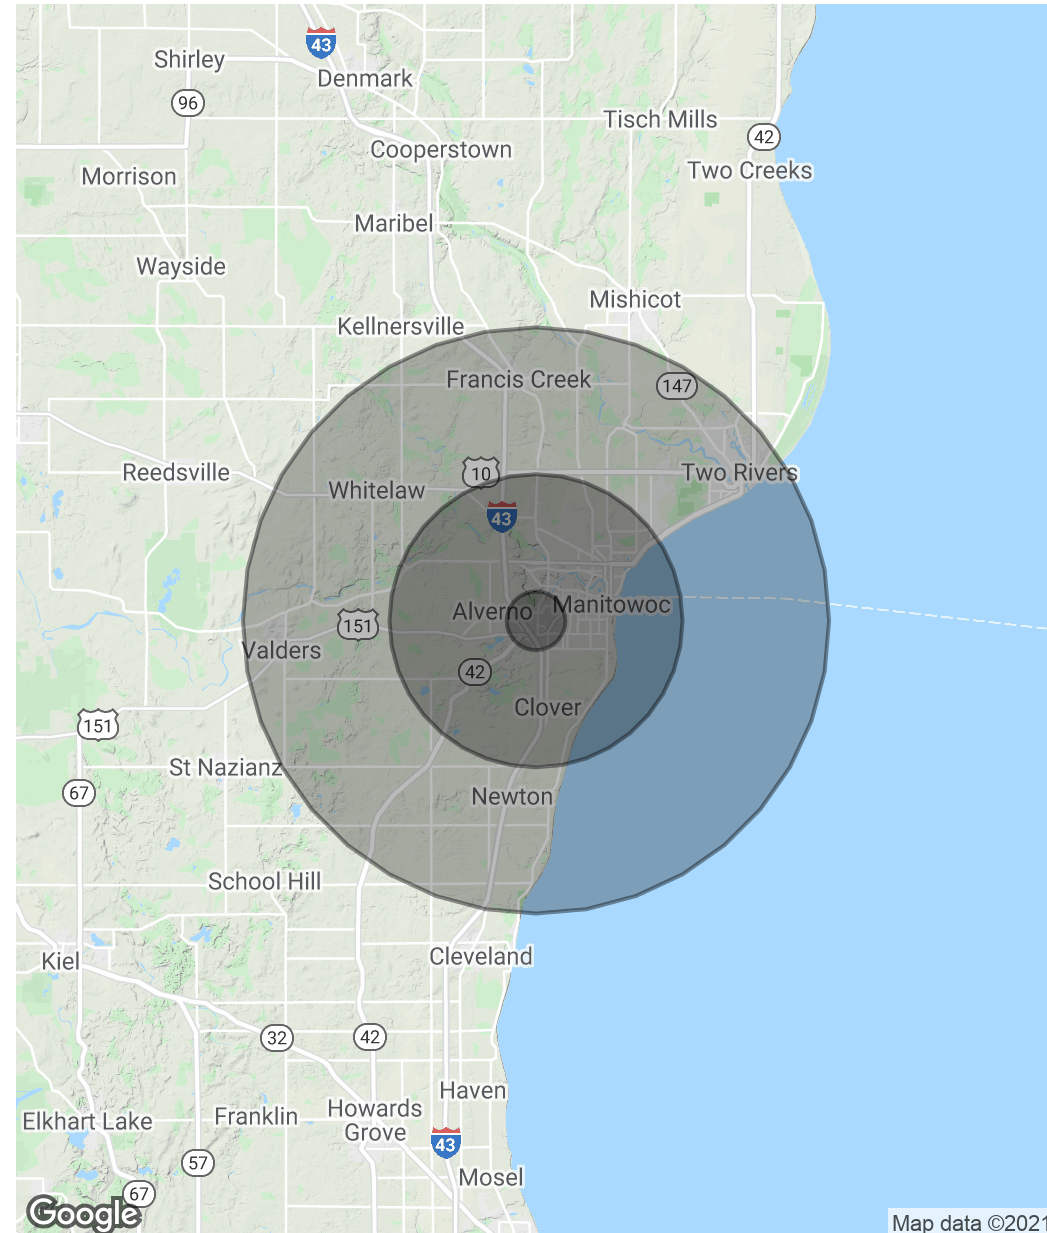 43
Shirley
Denmark
96
Tisch Mills
42
Cooperstown
Two Creeks
Morrison
Maribel
Wayside
Mishicot
Kellnersville
Francis Creek
147
Reedsville
10
Two Rivers
Whitelaw
43
Alverno
Manitowoc
151
Valders
42
Clover
151
St Nazianz
67
Newton
School Hill
Cleveland
Kiel
32
42
Haven
Elkhart Lake
Franklin
Howards
Grove
43
57
Mosel
67
Google
Map data ©2021